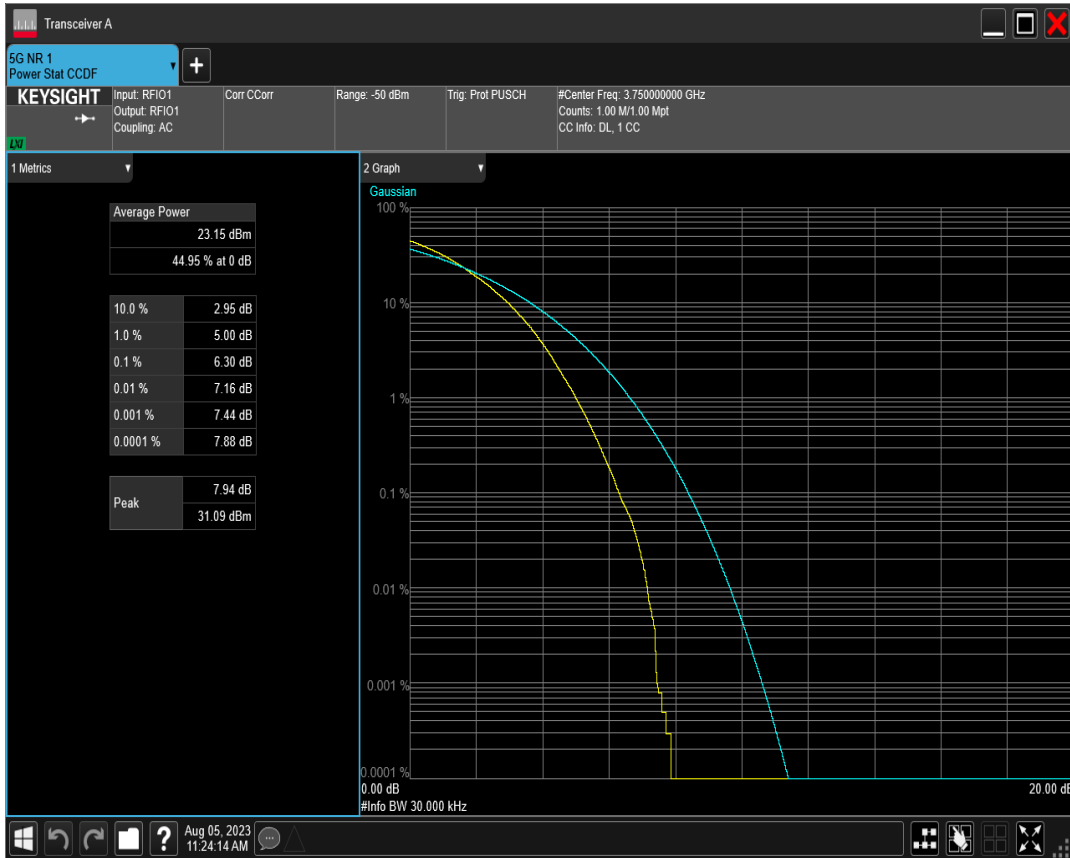 Transceiver A
5G NR 1
Power Stat CCDF
KEYSIGHT
LXI
Input: RFIO1
Output: RFIO1
Coupling: AC
Corr CCorr
Range: -50 dBm
Trig: Prot PUSCH
#Center Freq: 3.750000000 GHz
Counts: 1.00 M/1.00 Mpt
CC Info: DL, 1 CC
1 Metrics
Average Power
23.15 dBm
44.95 % at 0 dB
10.0 % 2.95 dB
1.0 % 5.00 dB
0.1 % 6.30 dB
0.01 % 7.16 dB
0.001 % 7.44 dB
0.0001 % 7.88 dB
Peak 7.94 dB
31.09 dBm
2 Graph
Gaussian
100 %
10 %
1 %
0.1 %
0.01 %
0.001 %
0.0001 %
0.00 dB 20.00 dB
#Info BW 30.000 kHz
? Aug 05, 2023
11:24:14 AM